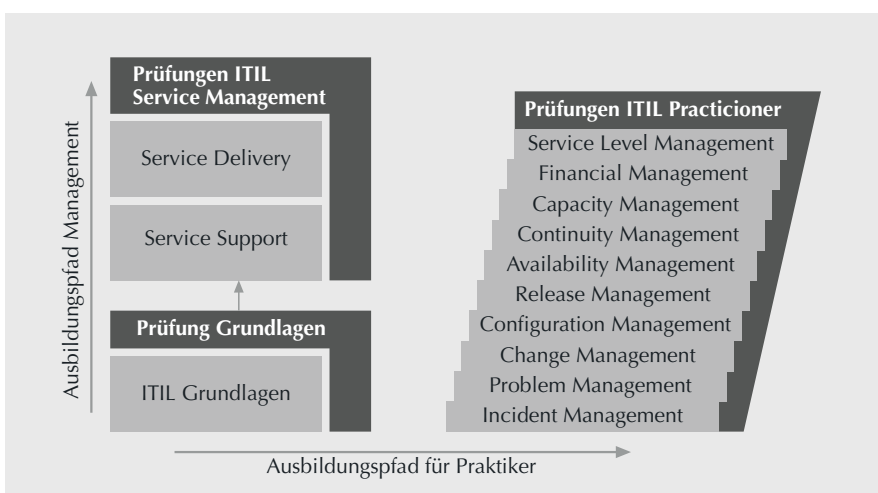 Prüfungen ITIL
Service Management
Service Delivery
Service Support
Prüfung Grundlagen
ITIL Grundlagen
Ausbildungspfad Management
Prüfungen ITIL Practicioner
Service Level Management
Financial Management
Capacity Management
Continuity Management
Availability Management
Release Management
Configuration Management
Change Management
Problem Management
Incident Management
Ausbildungspfad für Praktiker